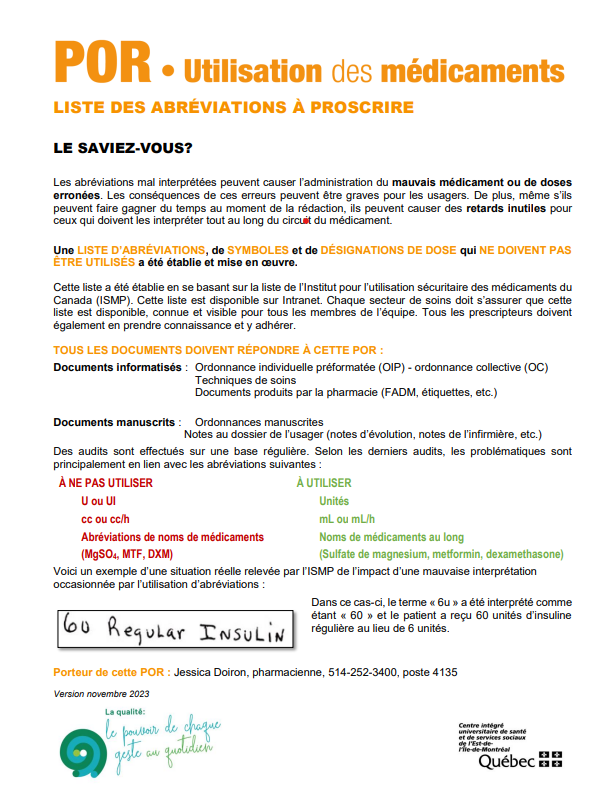 POR • Utilisation des médicaments
LISTE DES ABRÉVIATIONS À PROSCRIRE
LE SAVIEZ-VOUS?
Les abréviations mal interprétées peuvent causer l'administration du mauvais médicament ou de doses
erronées. Les conséquences de ces erreurs peuvent être graves pour les usagers. De plus, même s'ils
peuvent faire gagner du temps au moment de la rédaction, ils peuvent causer des retards inutiles pour
ceux qui doivent les interpréter tout au long du circuit du médicament.
Une LISTE D'ABRÉVIATIONS, de SYMBOLES et de DÉSIGNATIONS DE DOSE qui NE DOIVENT PAS
ÊTRE UTILISÉS a été établie et mise en œuvre.
Cette liste a été établie en se basant sur la liste de l'Institut pour l'utilisation sécuritaire des médicaments du
Canada (ISMP). Cette liste est disponible sur Intranet. Chaque secteur de soins doit s'assurer que cette
liste est disponible, connue et visible pour tous les membres de l'équipe. Tous les prescripteurs doivent
également en prendre connaissance et y adhérer.
TOUS LES DOCUMENTS DOIVENT RÉPONDRE À CETTE POR :
Documents informatisés : Ordonnance individuelle préformatée (OIP) - ordonnance collective (OC)
Techniques de soins
Documents produits par la pharmacie (FADM, étiquettes, etc.)
Documents manuscrits : Ordonnances manuscrites
Notes au dossier de l'usager (notes d'évolution, notes de l'infirmière, etc.)
Des audits sont effectués sur une base régulière. Selon les derniers audits, les problématiques sont
principalement en lien avec les abréviations suivantes :
À NE PAS UTILISER À UTILISER
U ou UI Unités
cc ou cc/h mL ou mL/h
Abréviations de noms de médicaments Noms de médicaments au long
(MgSO₄, MTF, DXM) (Sulfate de magnesium, metformin, dexamethasone)
Voici un exemple d'une situation réelle relevée par l'ISMP de l'impact d'une mauvaise interprétation
occasionnée par l'utilisation d'abréviations :
6U Regular INSULIN
Dans ce cas-ci, le terme « 6u » a été interprété comme
étant « 60 » et le patient a reçu 60 unités d'insuline
régulière au lieu de 6 unités.
Porteur de cette POR : Jessica Doiron, pharmacienne, 514-252-3400, poste 4135
Version novembre 2023
La qualité:
le pouvoir de chaque
geste au quotidien
Centre intégré
universitaire de santé
et de services sociaux
de l'Est-de-
l'Île-de-Montréal
Québec